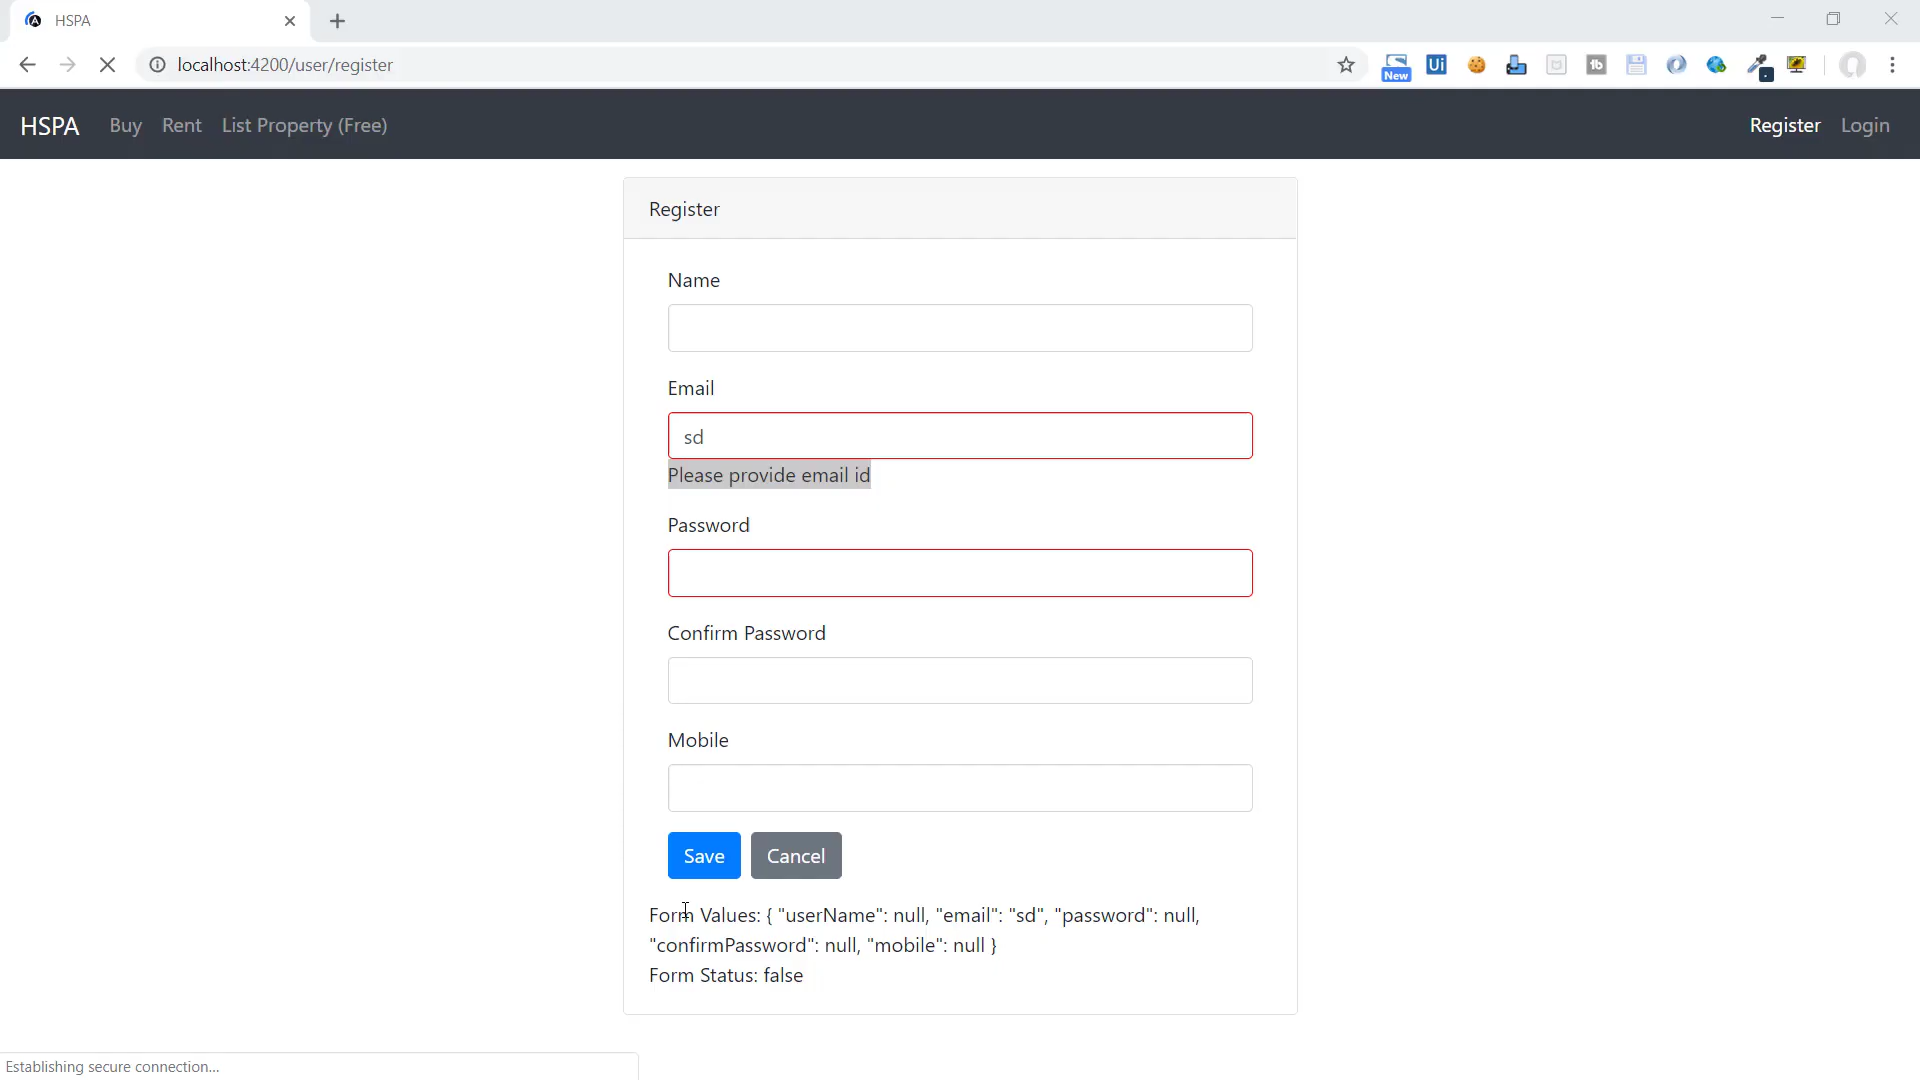 HSPA
localhost:4200/user/register
New
Ui
tb
HSPA Buy Rent List Property (Free) Register Login
Register
Name
Email
sd
Please provide email id
Password
Confirm Password
Mobile
Save Cancel
Form Values: { "userName": null, "email": "sd", "password": null,
"confirmPassword": null, "mobile": null }
Form Status: false
Establishing secure connection...